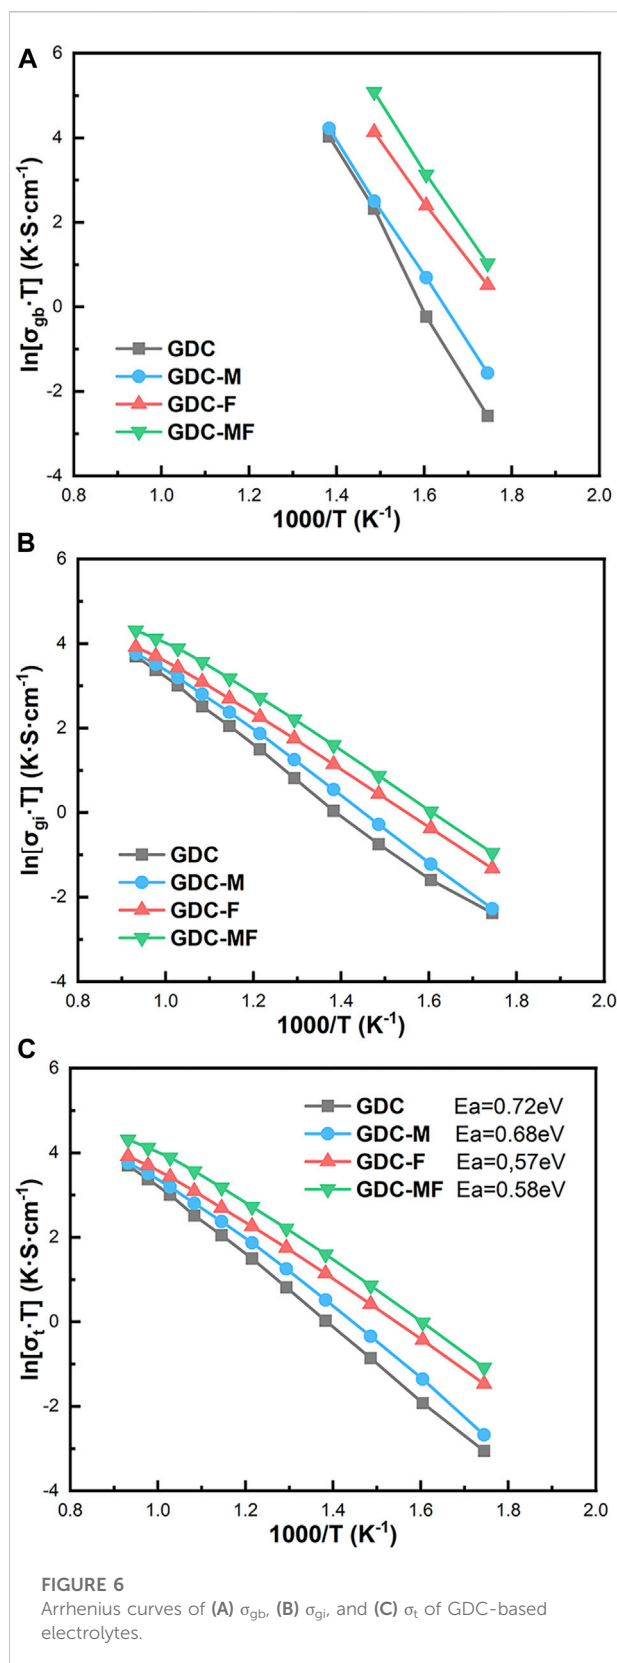 A
6
4
2
0
-2
-4
ln[σgb·T] (K·S·cm-1)
GDC
GDC-M
GDC-F
GDC-MF
0.8 1.0 1.2 1.4 1.6 1.8 2.0
1000/T (K-1)
B
6
4
2
0
-2
-4
ln[σgi·T] (K·S·cm-1)
GDC
GDC-M
GDC-F
GDC-MF
0.8 1.0 1.2 1.4 1.6 1.8 2.0
1000/T (K-1)
C
6
4
2
0
-2
-4
ln[σt·T] (K·S·cm-1)
GDC Ea=0.72eV
GDC-M Ea=0.68eV
GDC-F Ea=0,57eV
GDC-MF Ea=0.58eV
0.8 1.0 1.2 1.4 1.6 1.8 2.0
1000/T (K-1)
FIGURE 6
Arrhenius curves of (A) σgb, (B) σgi, and (C) σt of GDC-based
electrolytes.